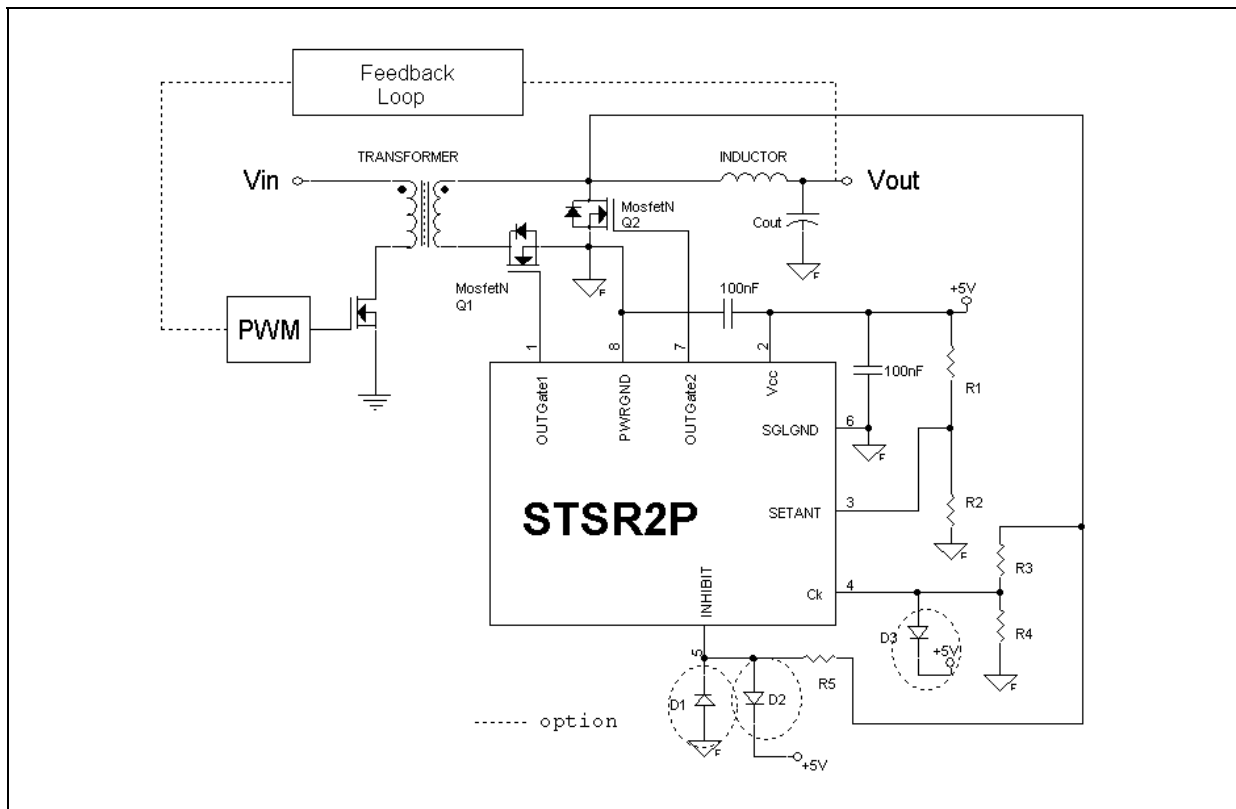 Feedback
Loop
TRANSFORMER
INDUCTOR
Vin
Vout
MosfetN
Q2
Cout
F
MosfetN
Q1
F
100nF
+5V
PWM
1
8
7
2
100nF
R1
OUTGate1
PWRGND
OUTGate2
Vcc
SGLGND
6
F
STSR2P
SETANT
3
R2
F
R3
INHIBIT
Ck
4
D3
+5V
R4
F
5
R5
D1
D2
F
+5V
------ option